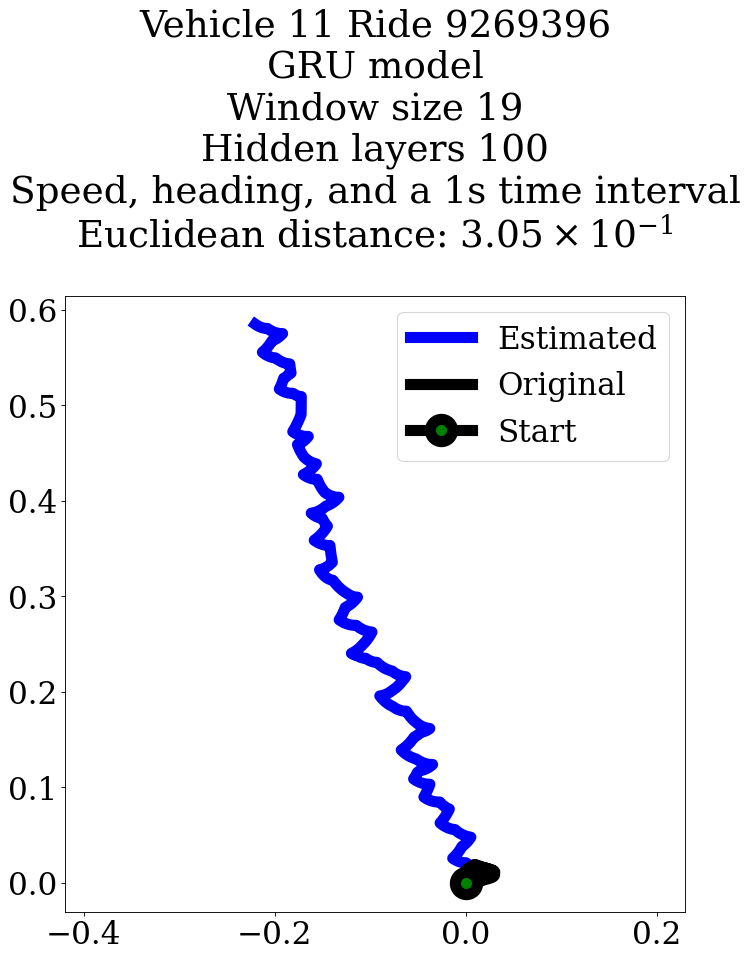 Vehicle 11 Ride 9269396
GRU model
Window size 19
Hidden layers 100
Speed, heading, and a 1s time interval
Euclidean distance: 3.05 × 10⁻¹
Estimated
Original
Start
0.6
0.5
0.4
0.3
0.2
0.1
0.0
−0.4 −0.2 0.0 0.2